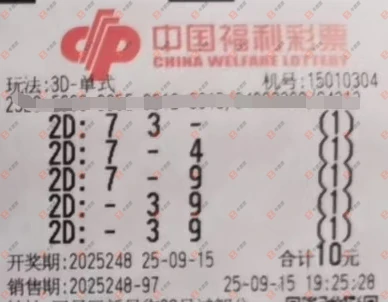 中国福利彩票
CHINA WELFARE LOTTERY
玩法:3D-单式 机号:15010304
2D: 7 3 - (1)
2D: 7 - 4 (1)
2D: 7 - 9 (1)
2D: - 3 9 (1)
2D: - 3 9 (1)
开奖期:2025248 25-09-15 合计10元
销售期:2025248-97 25-09-15 19:25:28